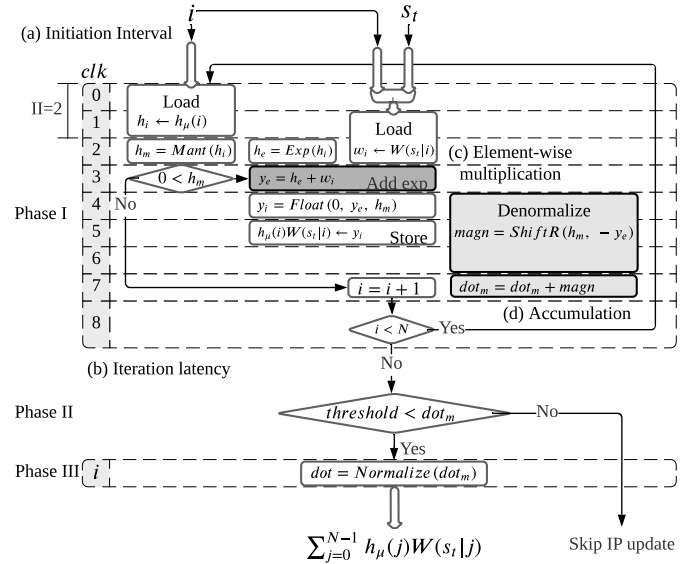 i
s_t
(a) Initiation Interval
clk
0
II=2
Load
h_i ← h_μ(i)
1
Load
w_i ← W(s_t|i)
2
h_m = Mant(h_i)
h_e = Exp(h_i)
(c) Element-wise
multiplication
3
0 < h_m
y_e = h_e + w_i
Add exp
No
Phase I
4
y_i = Float(0, y_e, h_m)
Denormalize
magn = ShiftR(h_m, − y_e)
5
h_μ(i)W(s_t|i) ← y_i
Store
6
7
i = i + 1
dot_m = dot_m + magn
(d) Accumulation
8
i < N
Yes
(b) Iteration latency
No
Phase II
threshold < dot_m
No
Yes
Phase III
i
dot = Normalize(dot_m)
∑_{j=0}^{N−1} h_μ(j)W(s_t|j)
Skip IP update